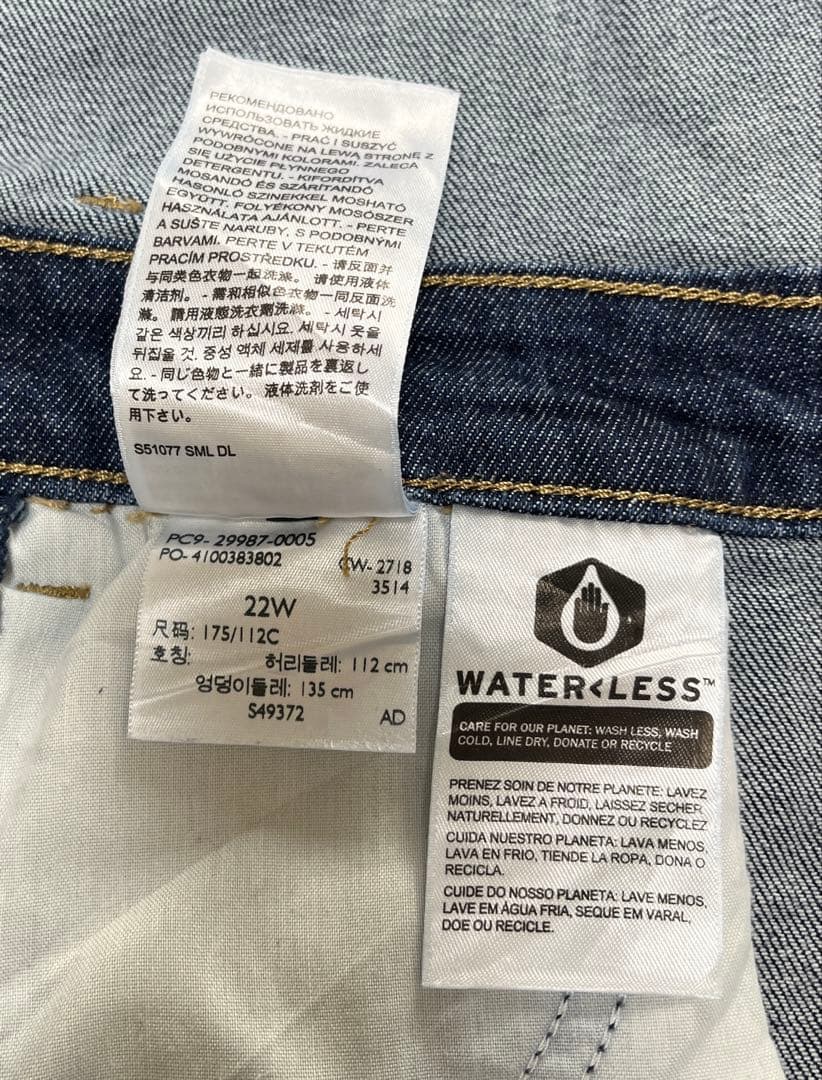 РЕКОМЕНДОВАНО
ИСПОЛЬЗОВАТЬ ЖИДКИЕ
СРЕДСТВА. - PRAĆ I SUSZYĆ
WYWRÓCONE NA LEWĄ STRONĘ Z
PODOBNYMI KOLORAMI. ZALECA
SIĘ UŻYCIE PŁYNNEGO
DETERGENTU. - KIFORDÍTVA
MOSANDÓ ÉS SZÁRÍTANDÓ
HASONLÓ SZINEKKEL MOSHATÓ
EGYÜTT. FOLYÉKONY MOSÓSZER
HASZNÁLATA AJÁNLOTT. - PERTE
A SUŠTE NARUBY, S PODOBNÝMI
BARVAMI. PERTE V TEKUTÉM
PRACÍM PROSTŘEDKU. - 请反面并
与同类色衣物一起洗涤。 请使用液体
清洁剂。 - 需和相似色衣物一同反面洗
滌。 請用液態洗衣劑洗滌。 - 세탁시
같은 색상끼리 하십시요. 세탁시 옷을
뒤집을 것. 중성 액체 세제를 사용하세
요. - 同じ色物と一緒に製品を裏返し
て洗ってください。 液体洗剤をご使
用下さい。
S51077 SML DL
PC9- 29987-0005
PO- 4100383802
CW- 2718
3514
22W
尺码: 175/112C
호칭:
허리둘레: 112 cm
엉덩이둘레: 135 cm
S49372
AD
WATER<LESS™
CARE FOR OUR PLANET: WASH LESS, WASH
COLD, LINE DRY, DONATE OR RECYCLE
PRENEZ SOIN DE NOTRE PLANETE: LAVEZ
MOINS, LAVEZ A FROID, LAISSEZ SECHER
NATURELLEMENT, DONNEZ OU RECYCLEZ
CUIDA NUESTRO PLANETA: LAVA MENOS,
LAVA EN FRIO, TIENDE LA ROPA, DONA O
RECICLA.
CUIDE DO NOSSO PLANETA: LAVE MENOS,
LAVE EM ÁGUA FRIA, SEQUE EM VARAL,
DOE OU RECICLE.